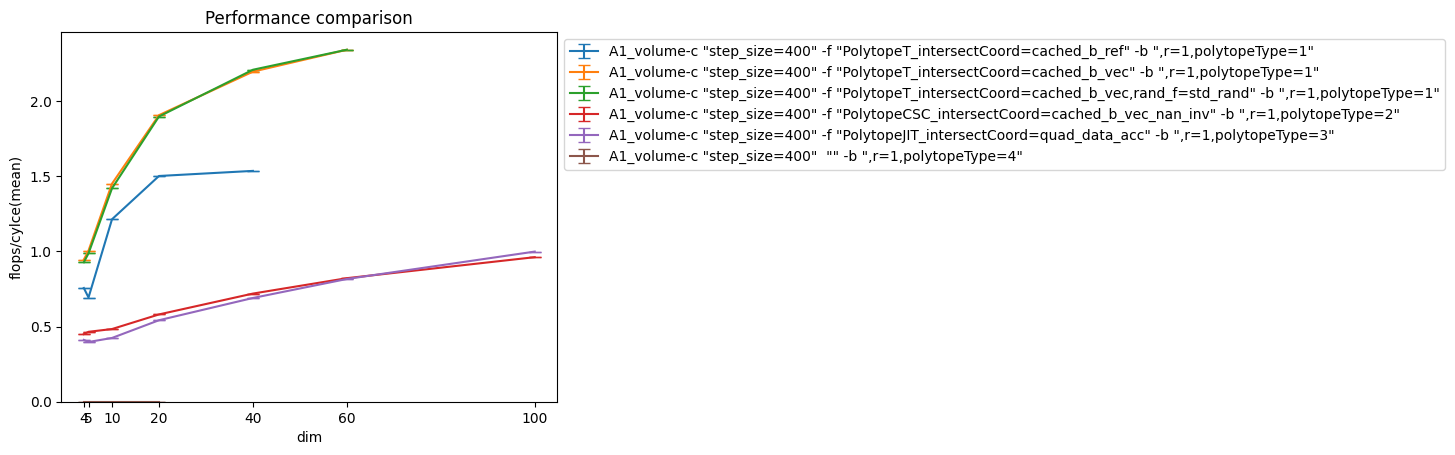 Performance comparison
flops/cylce(mean)
2.0
1.5
1.0
0.5
0.0
4 5 10 20 40 60 100
dim
A1_volume-c "step_size=400" -f "PolytopeT_intersectCoord=cached_b_ref" -b ",r=1,polytopeType=1"
A1_volume-c "step_size=400" -f "PolytopeT_intersectCoord=cached_b_vec" -b ",r=1,polytopeType=1"
A1_volume-c "step_size=400" -f "PolytopeT_intersectCoord=cached_b_vec,rand_f=std_rand" -b ",r=1,polytopeType=1"
A1_volume-c "step_size=400" -f "PolytopeCSC_intersectCoord=cached_b_vec_nan_inv" -b ",r=1,polytopeType=2"
A1_volume-c "step_size=400" -f "PolytopeJIT_intersectCoord=quad_data_acc" -b ",r=1,polytopeType=3"
A1_volume-c "step_size=400"  "" -b ",r=1,polytopeType=4"